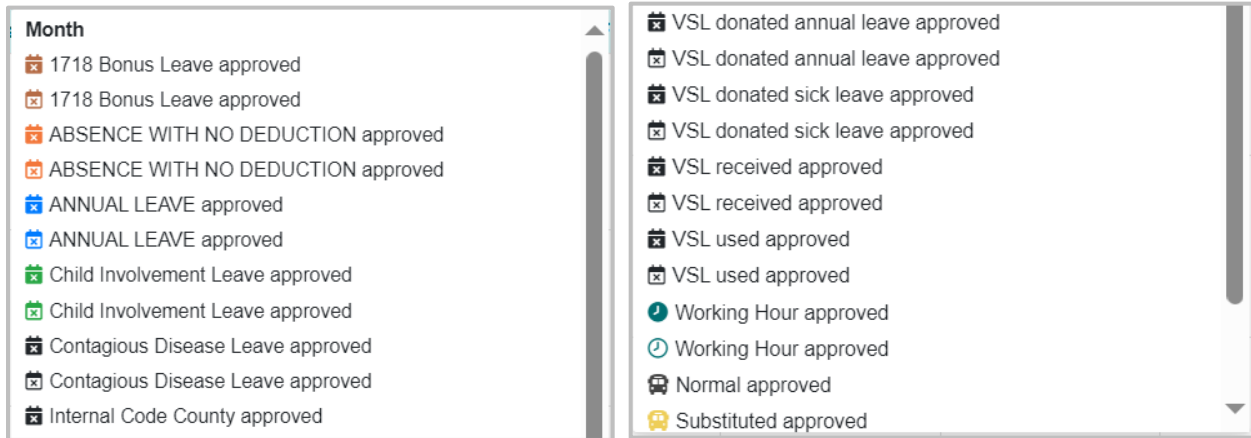 Month
1718 Bonus Leave approved
1718 Bonus Leave approved
ABSENCE WITH NO DEDUCTION approved
ABSENCE WITH NO DEDUCTION approved
ANNUAL LEAVE approved
ANNUAL LEAVE approved
Child Involvement Leave approved
Child Involvement Leave approved
Contagious Disease Leave approved
Contagious Disease Leave approved
Internal Code County approved
VSL donated annual leave approved
VSL donated annual leave approved
VSL donated sick leave approved
VSL donated sick leave approved
VSL received approved
VSL received approved
VSL used approved
VSL used approved
Working Hour approved
Working Hour approved
Normal approved
Substituted approved